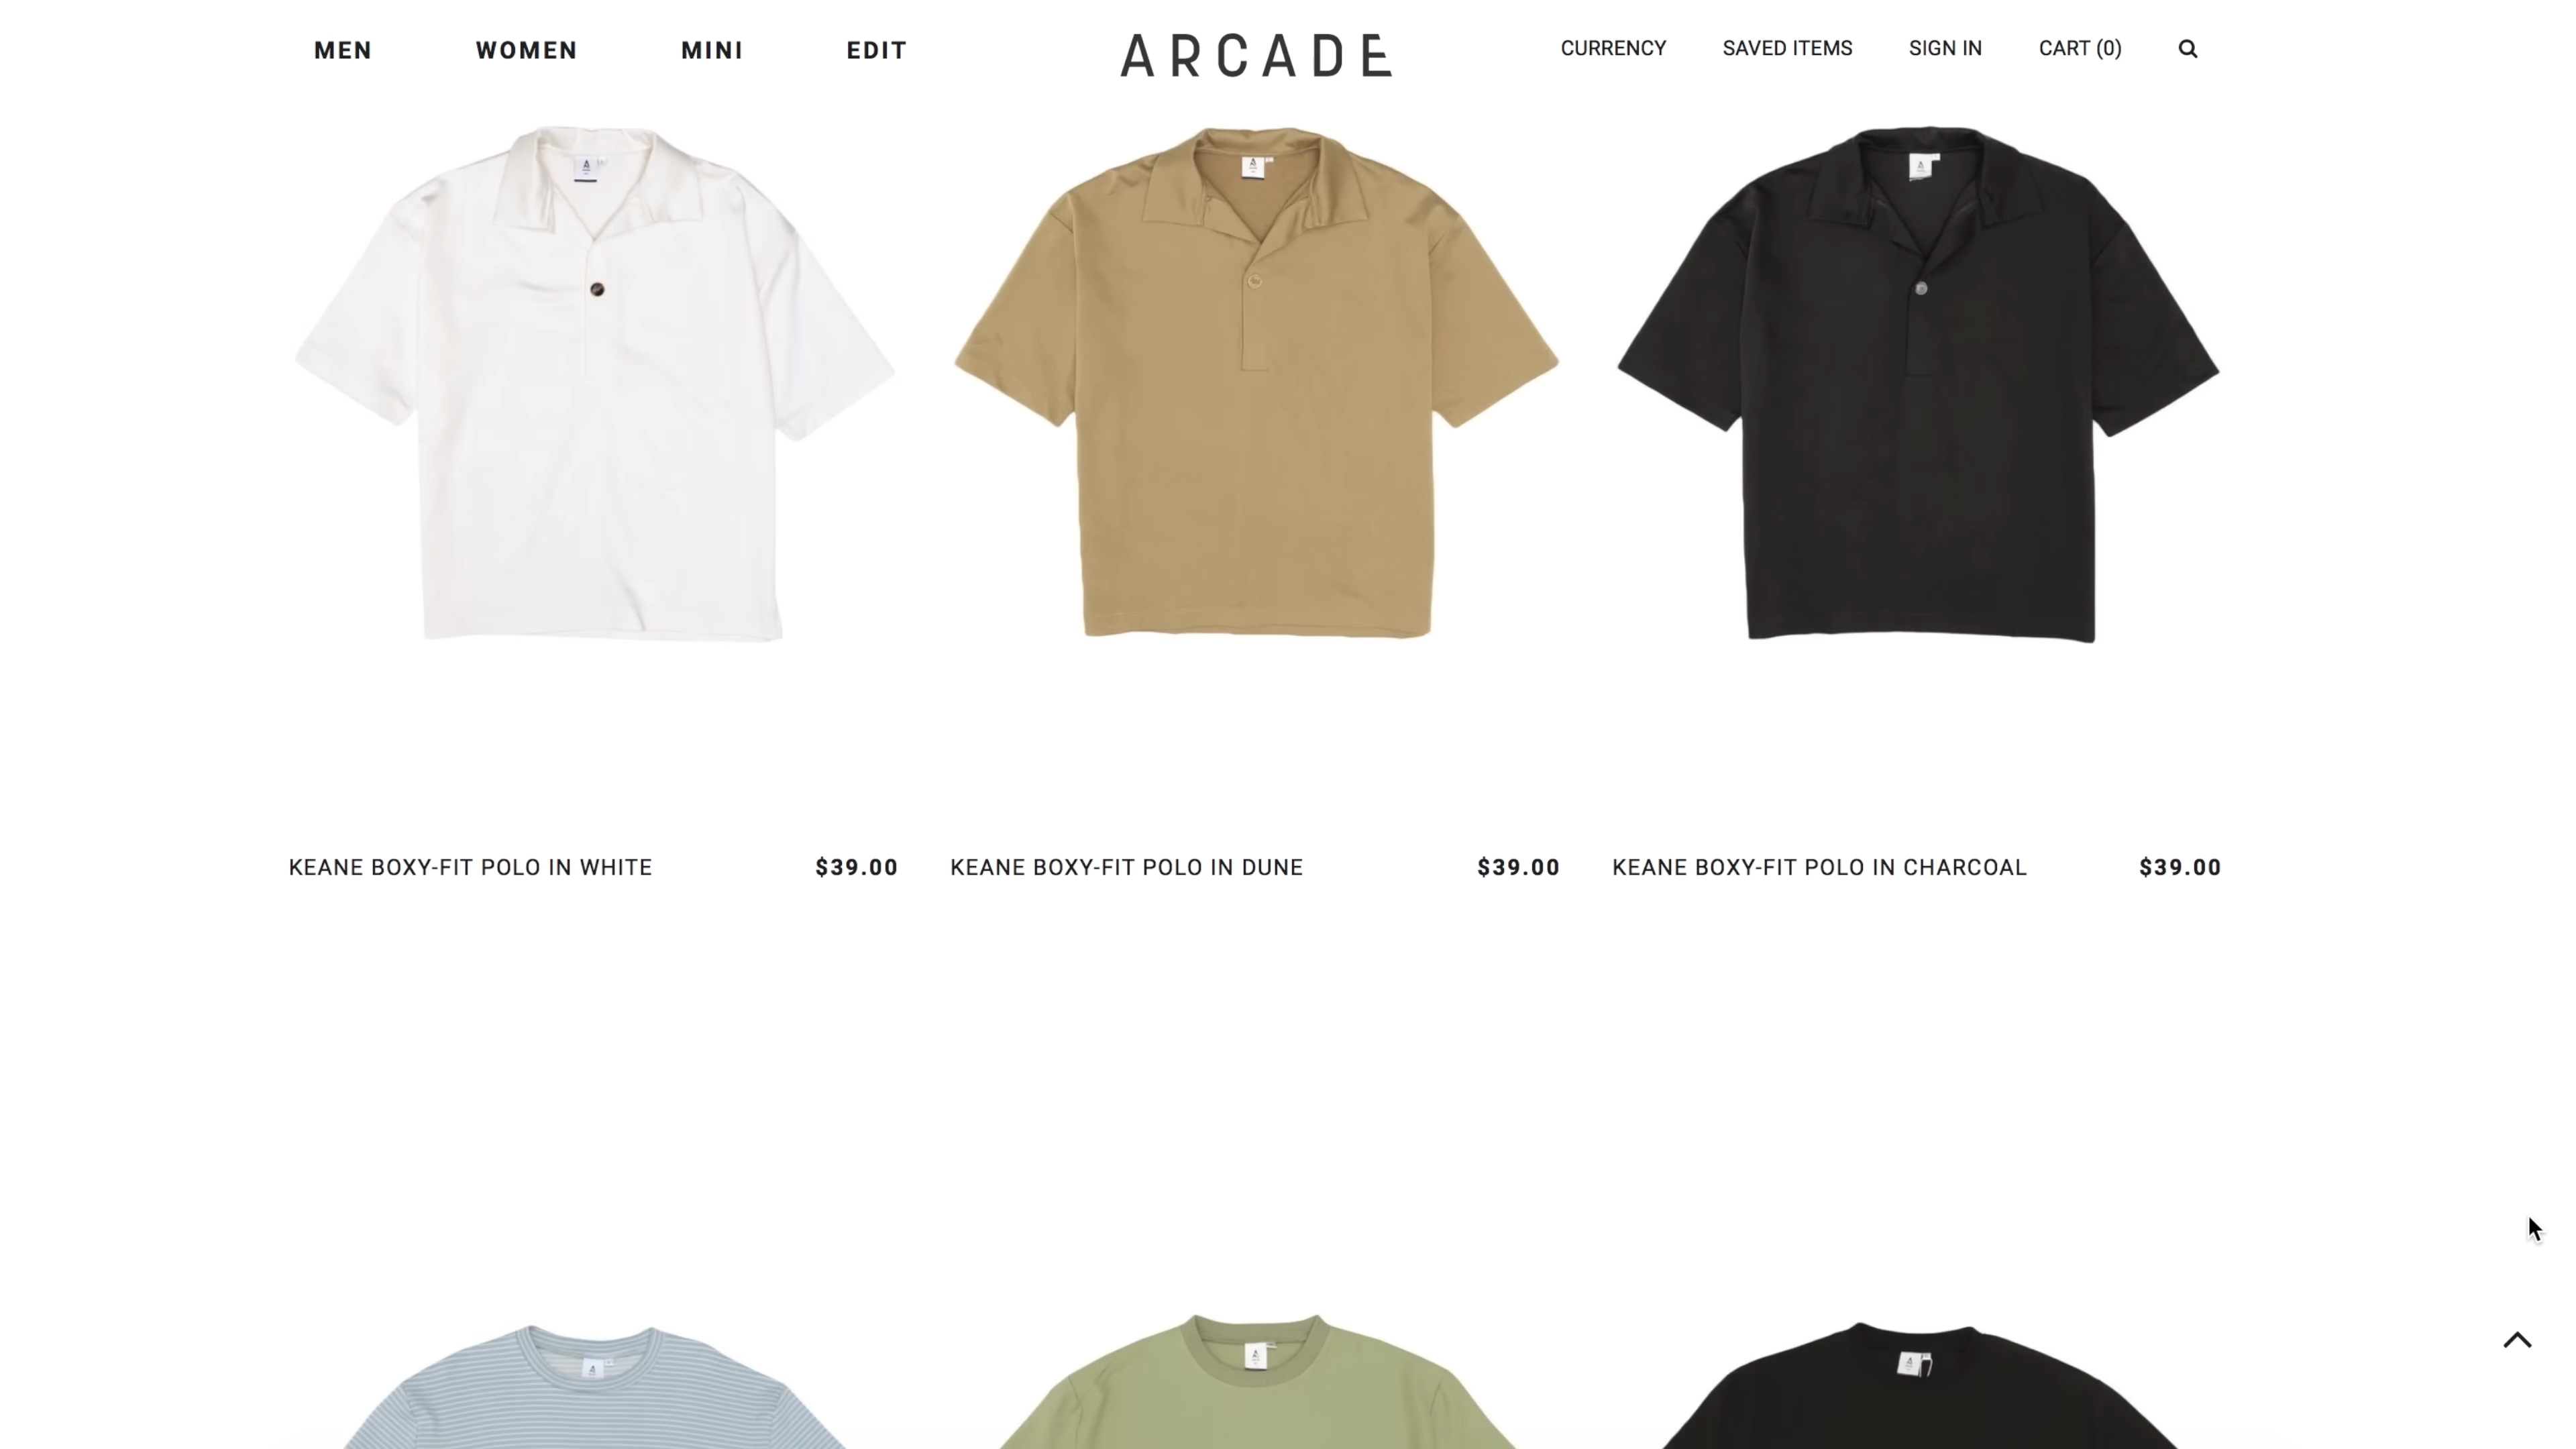 MEN WOMEN MINI EDIT ARCADE CURRENCY SAVED ITEMS SIGN IN CART (0)
KEANE BOXY-FIT POLO IN WHITE $39.00 KEANE BOXY-FIT POLO IN DUNE $39.00 KEANE BOXY-FIT POLO IN CHARCOAL $39.00